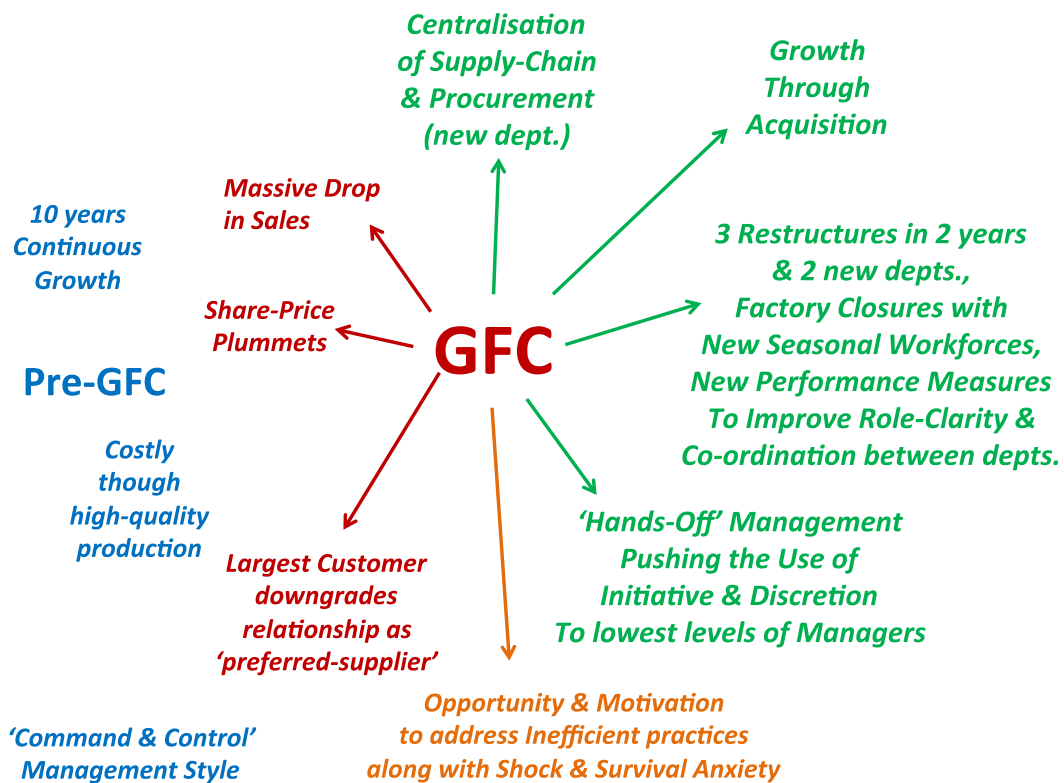 10 years
Continuous
Growth
Pre-GFC
Costly
though
high-quality
production
‘Command & Control’
Management Style
Massive Drop
in Sales
Share-Price
Plummets
Largest Customer
downgrades
relationship as
‘preferred-supplier’
GFC
Opportunity & Motivation
to address Inefficient practices
along with Shock & Survival Anxiety
Centralisation
of Supply-Chain
& Procurement
(new dept.)
Growth
Through
Acquisition
3 Restructures in 2 years
& 2 new depts.,
Factory Closures with
New Seasonal Workforces,
New Performance Measures
To Improve Role-Clarity &
Co-ordination between depts.
‘Hands-Off’ Management
Pushing the Use of
Initiative & Discretion
To lowest levels of Managers